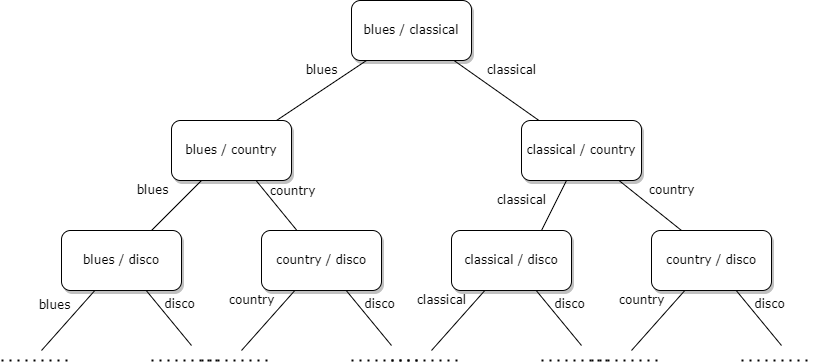 blues / classical
blues
classical
blues / country
classical / country
blues
country
classical
country
blues / disco
country / disco
classical / disco
country / disco
blues
disco
country
disco
classical
disco
country
disco